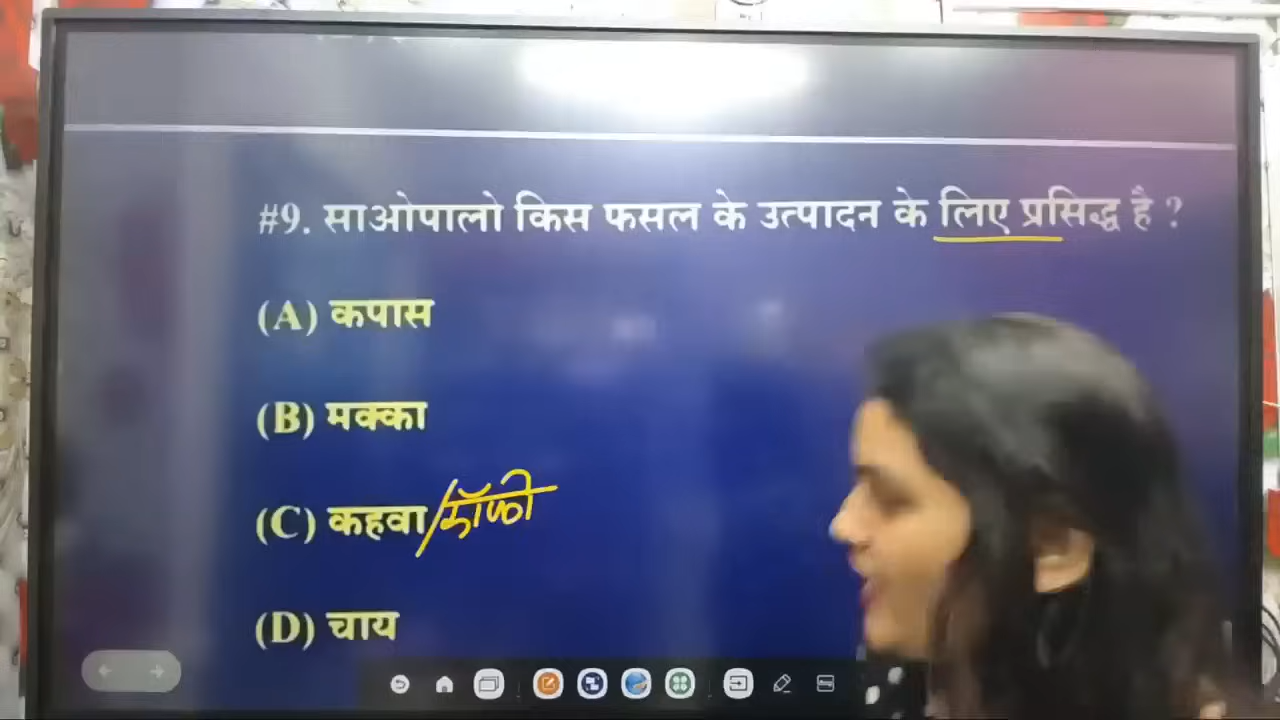 #9. साओपालो किस फसल के उत्पादन के लिए प्रसिद्ध है ?
(A) कपास
(B) मक्का
(C) कहवा/कॉफी
(D) चाय